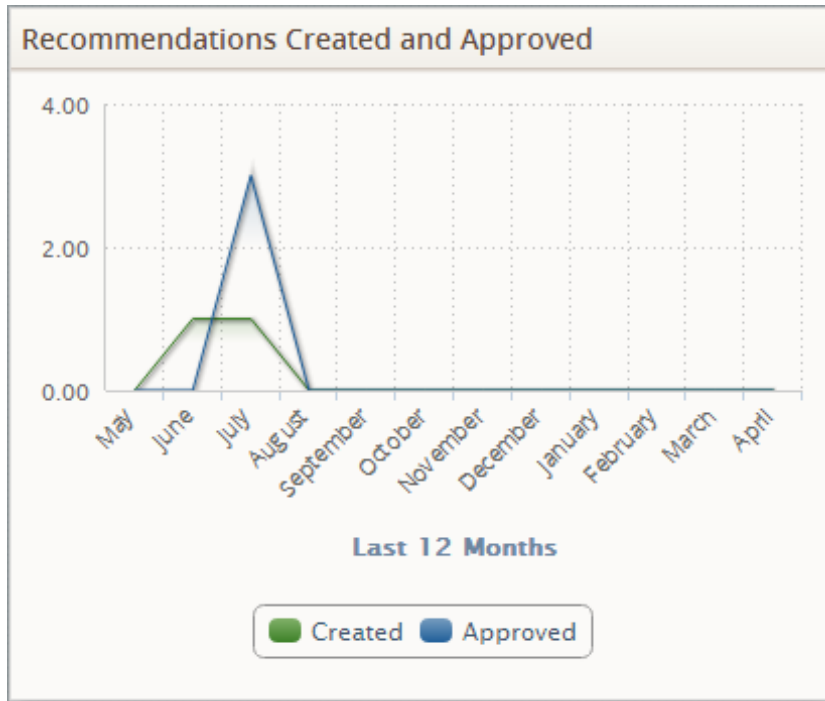 Recommendations Created and Approved
4.00
2.00
0.00
May June July August September October November December January February March April
Last 12 Months
Created Approved